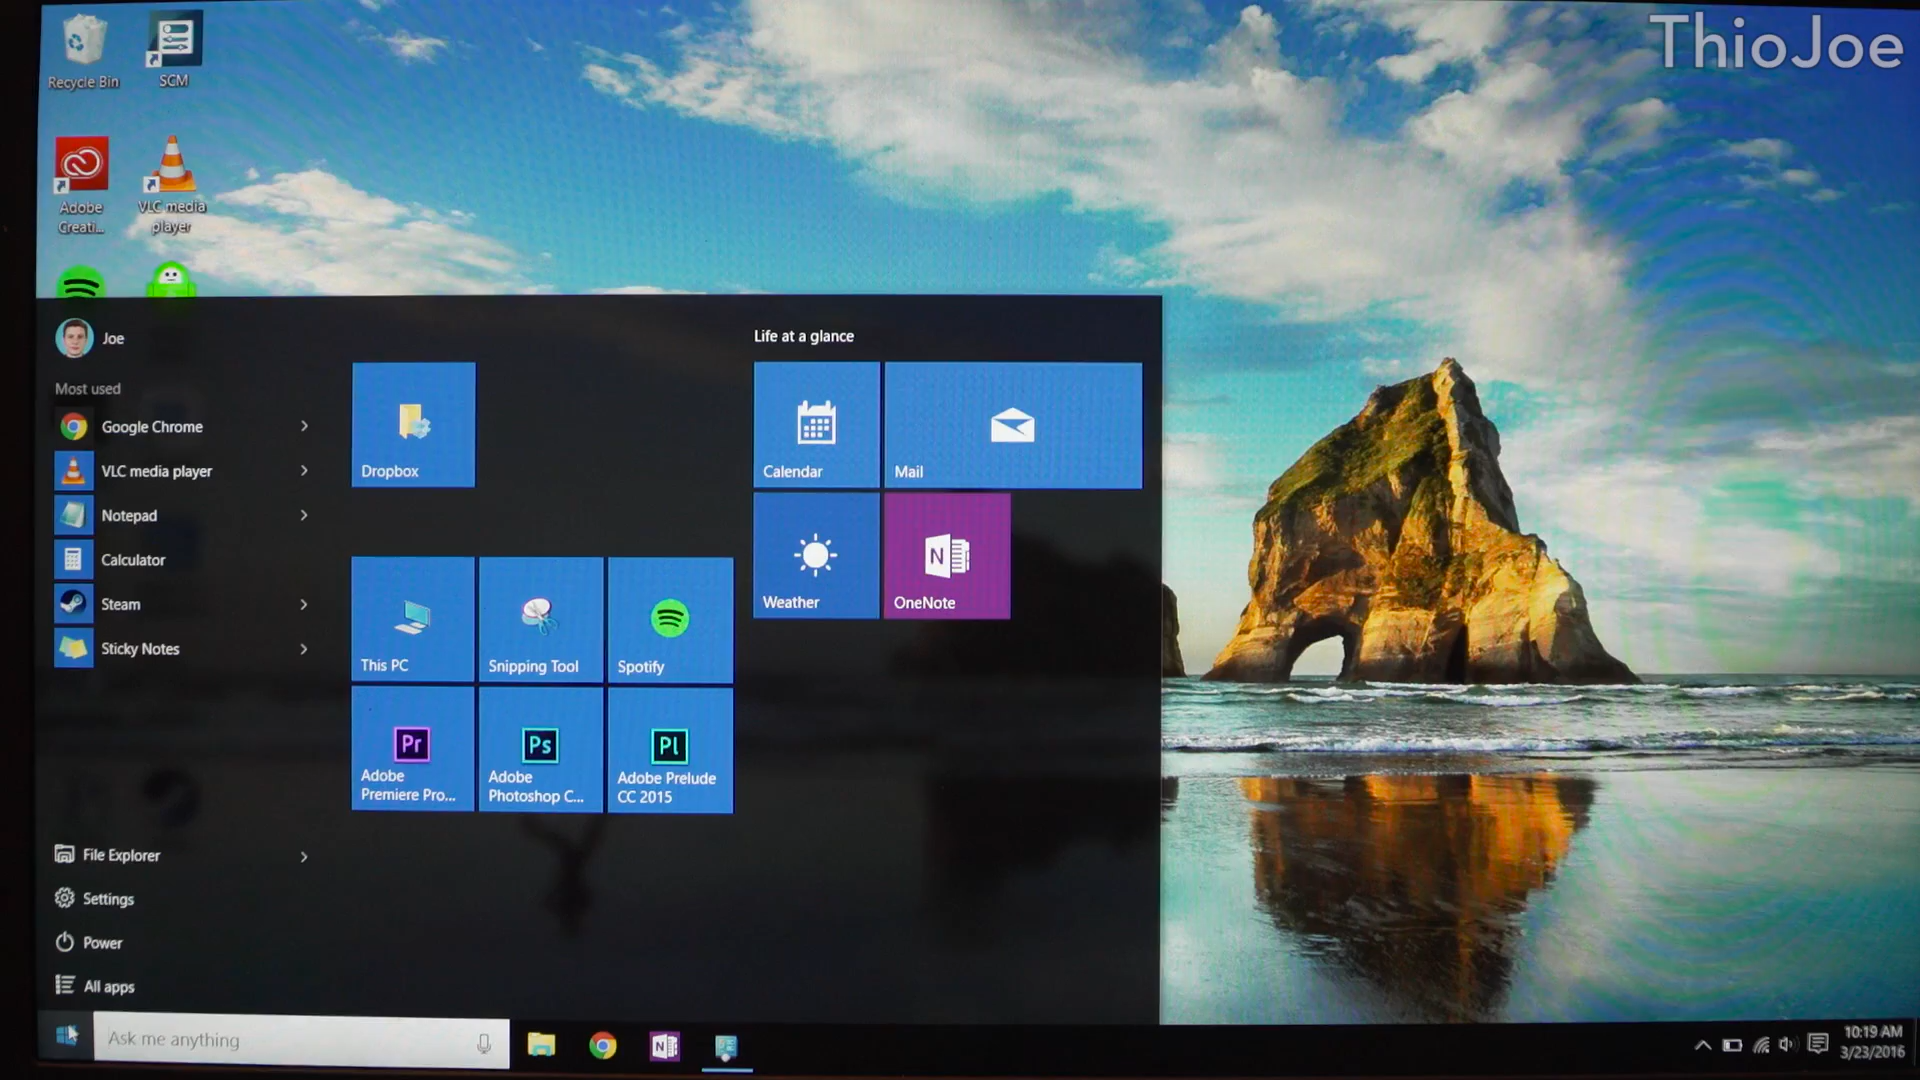 ThioJoe
Recycle Bin
SCM
Adobe
Creati...
VLC media
player
Joe
Most used
Google Chrome
VLC media player
Notepad
Calculator
Steam
Sticky Notes
File Explorer
Settings
Power
All apps
Dropbox
This PC
Snipping Tool
Spotify
Pr
Adobe
Premiere Pro...
Ps
Adobe
Photoshop C...
Pl
Adobe Prelude
CC 2015
Life at a glance
Calendar
Mail
Weather
N
OneNote
Ask me anything
N
10:19 AM
3/23/2016